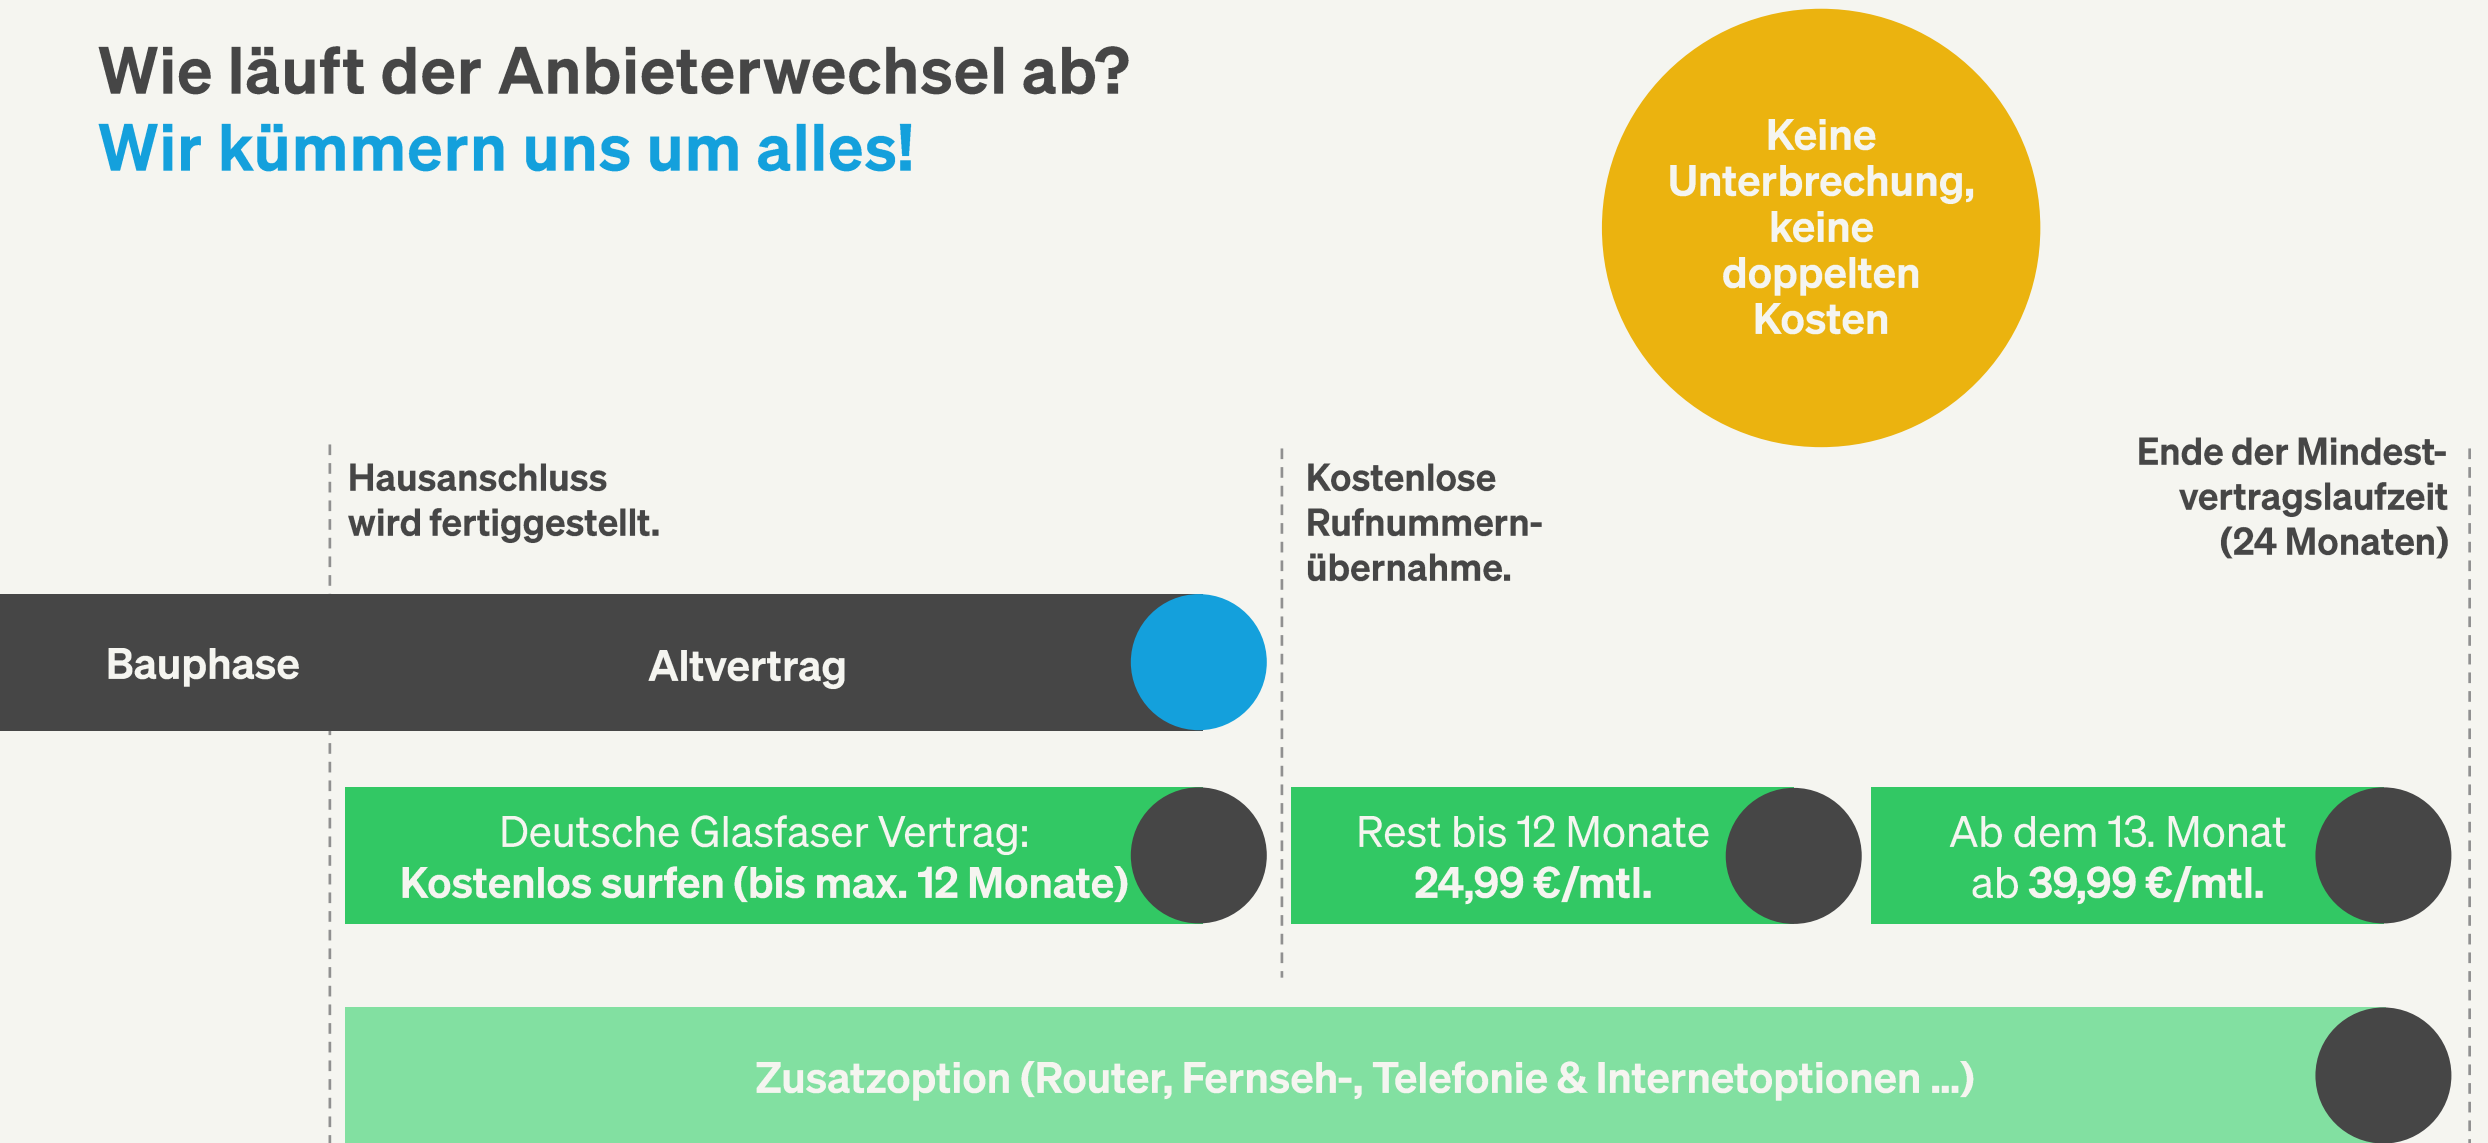 Wie läuft der Anbieterwechsel ab?
Wir kümmern uns um alles!
Keine
Unterbrechung,
keine
doppelten
Kosten
Hausanschluss
wird fertiggestellt.
Kostenlose
Rufnummern-
übernahme.
Ende der Mindest-
vertragslaufzeit
(24 Monaten)
Bauphase
Altvertrag
Deutsche Glasfaser Vertrag:
Kostenlos surfen (bis max. 12 Monate)
Rest bis 12 Monate
24,99 €/mtl.
Ab dem 13. Monat
ab 39,99 €/mtl.
Zusatzoption (Router, Fernseh-, Telefonie & Internetoptionen ...)